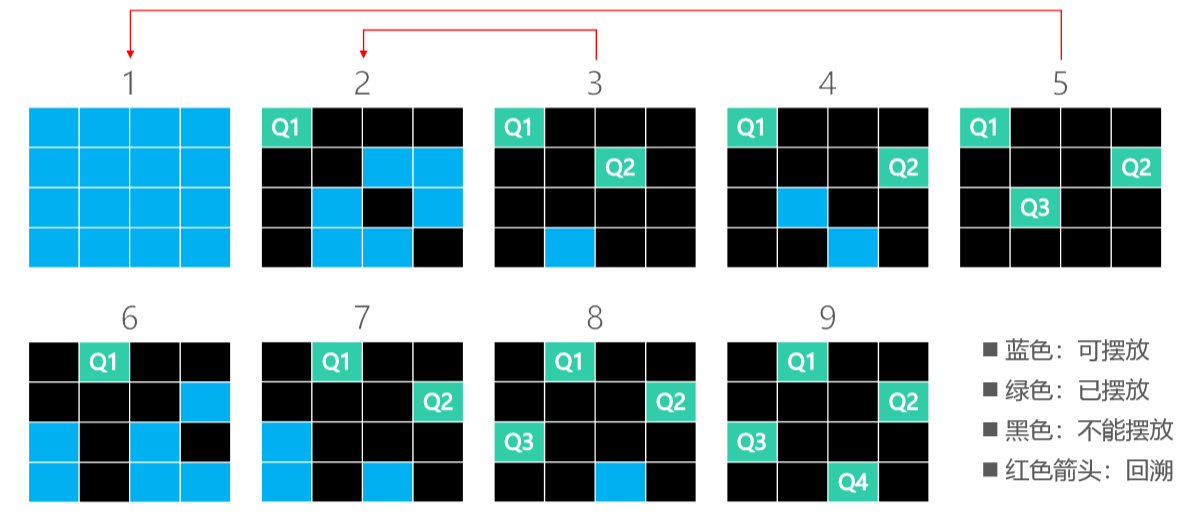 1 2 3 4 5
Q1 Q1 Q1 Q1
Q2 Q2 Q2
Q3
6 7 8 9
Q1 Q1 Q1 Q1
Q2 Q2 Q2
Q3 Q3
Q4
蓝色：可摆放
绿色：已摆放
黑色：不能摆放
红色箭头：回溯